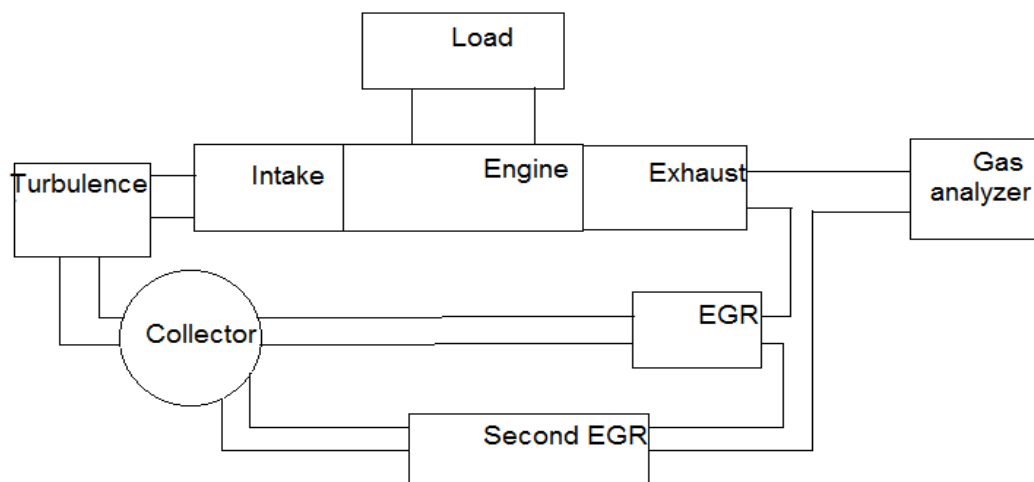 Load
Turbulence
Intake
Engine
Exhaust
Gas
analyzer
Collector
EGR
Second EGR